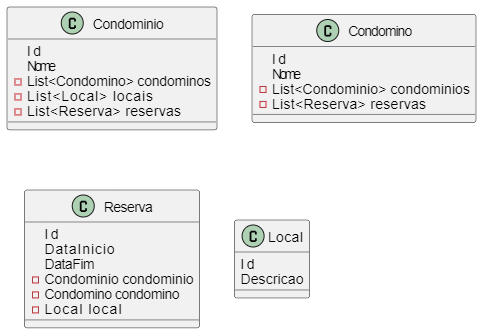 C Condominio
Id
Nome
List<Condomino> condominos
List<Local> locais
List<Reserva> reservas
C Condomino
Id
Nome
List<Condominio> condominios
List<Reserva> reservas
C Reserva
Id
DataInicio
DataFim
Condominio condominio
Condomino condomino
Local local
C Local
Id
Descricao